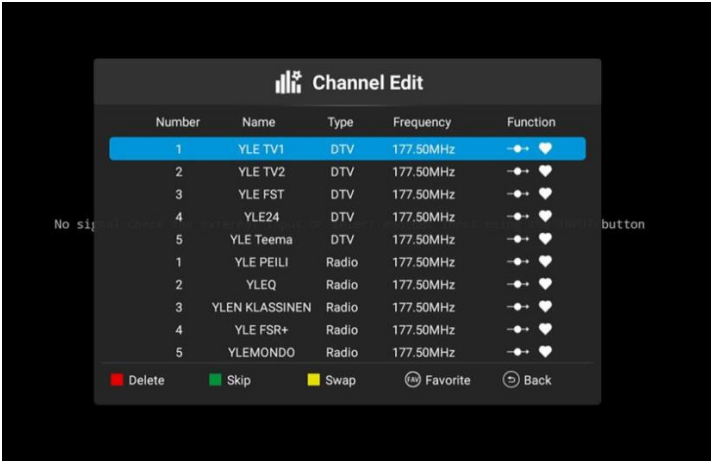 Channel Edit
Number Name Type Frequency Function
1 YLE TV1 DTV 177.50MHz
2 YLE TV2 DTV 177.50MHz
3 YLE FST DTV 177.50MHz
4 YLE24 DTV 177.50MHz
No button
5 YLE Teema DTV 177.50MHz
1 YLE PEILI Radio 177.50MHz
2 YLEQ Radio 177.50MHz
3 YLEN KLASSINEN Radio 177.50MHz
4 YLE FSR+ Radio 177.50MHz
5 YLEMONDO Radio 177.50MHz
Delete Skip Swap FAV Favorite Back